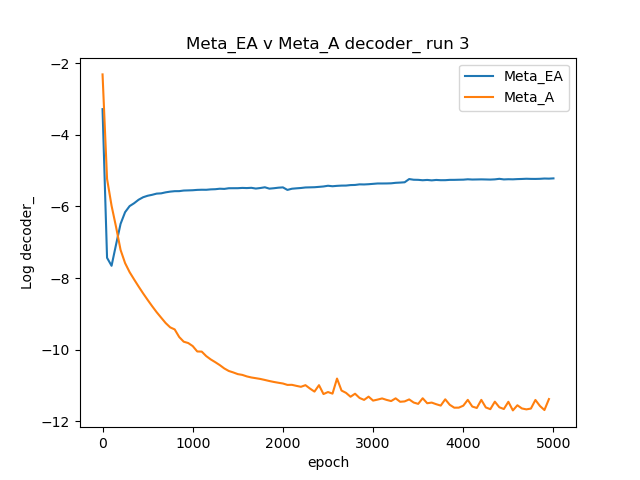 Meta_EA v Meta_A decoder_ run 3
Meta_EA
Meta_A
Log decoder_
−2
−4
−6
−8
−10
−12
0
1000
2000
3000
4000
5000
epoch